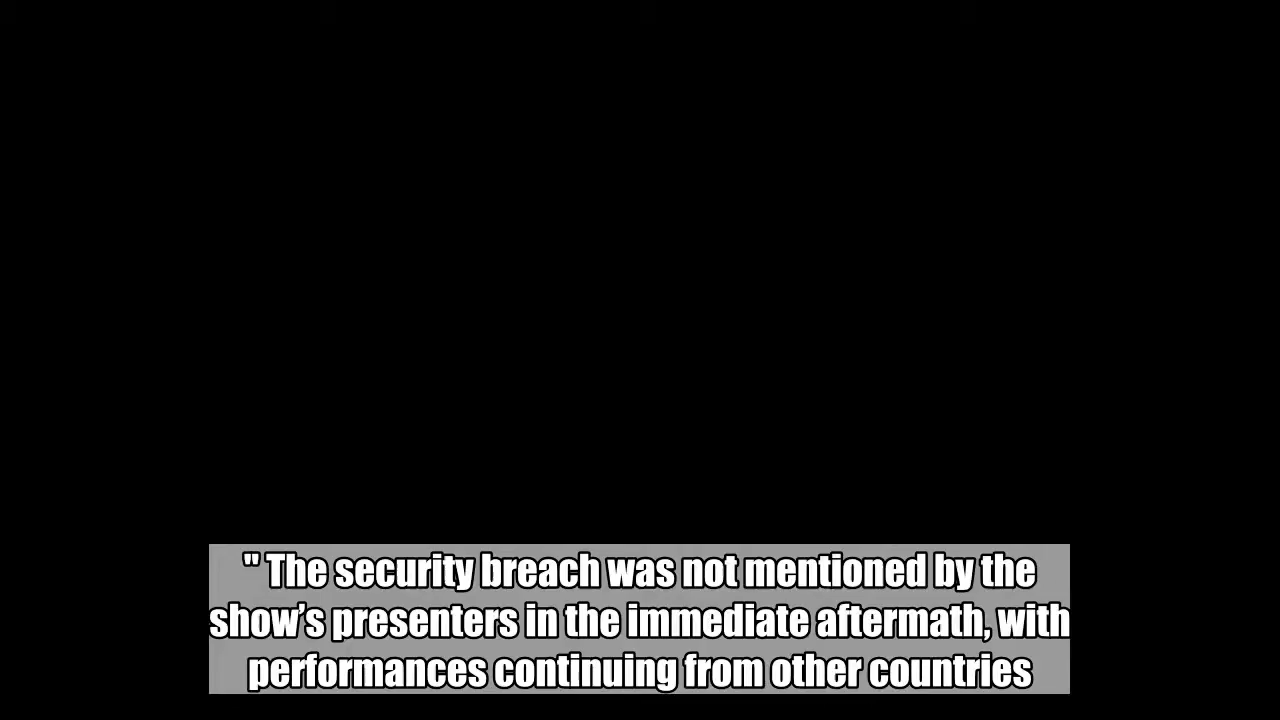 " The security breach was not mentioned by the
show’s presenters in the immediate aftermath, with
performances continuing from other countries